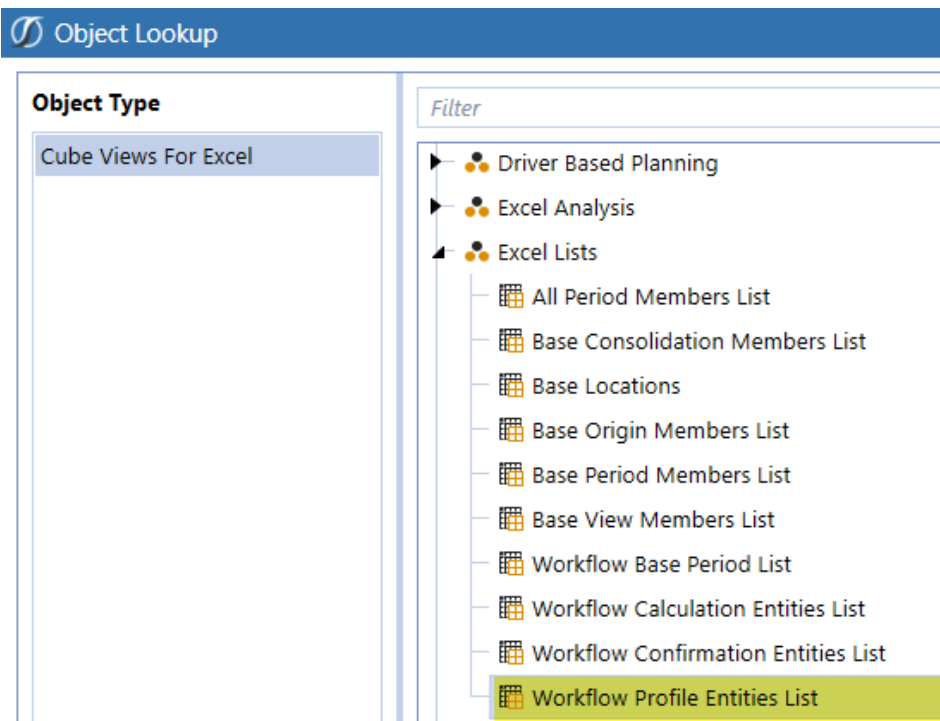 Object Lookup
Object Type
Cube Views For Excel
Filter
Driver Based Planning
Excel Analysis
Excel Lists
All Period Members List
Base Consolidation Members List
Base Locations
Base Origin Members List
Base Period Members List
Base View Members List
Workflow Base Period List
Workflow Calculation Entities List
Workflow Confirmation Entities List
Workflow Profile Entities List